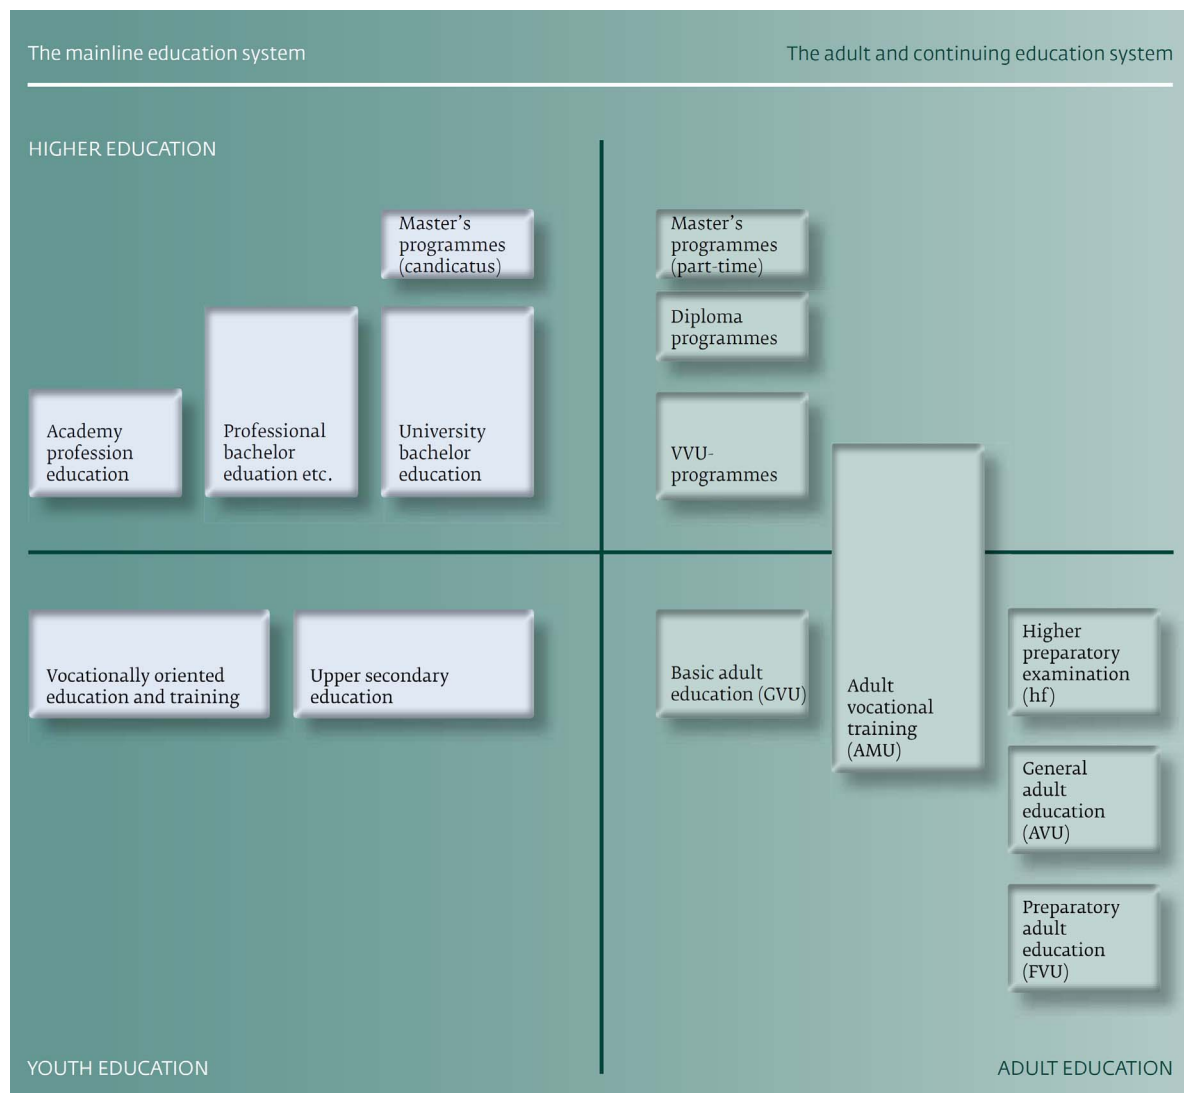 The mainline education system
The adult and continuing education system
HIGHER EDUCATION
Master's
programmes
(candicatus)
Master's
programmes
(part-time)
Diploma
programmes
Academy
profession
education
Professional
bachelor
eduation etc.
University
bachelor
education
VVU-
programmes
Vocationally oriented
education and training
Upper secondary
education
Basic adult
education (GVU)
Adult
vocational
training
(AMU)
Higher
preparatory
examination
(hf)
General
adult
education
(AVU)
Preparatory
adult
education
(FVU)
YOUTH EDUCATION
ADULT EDUCATION